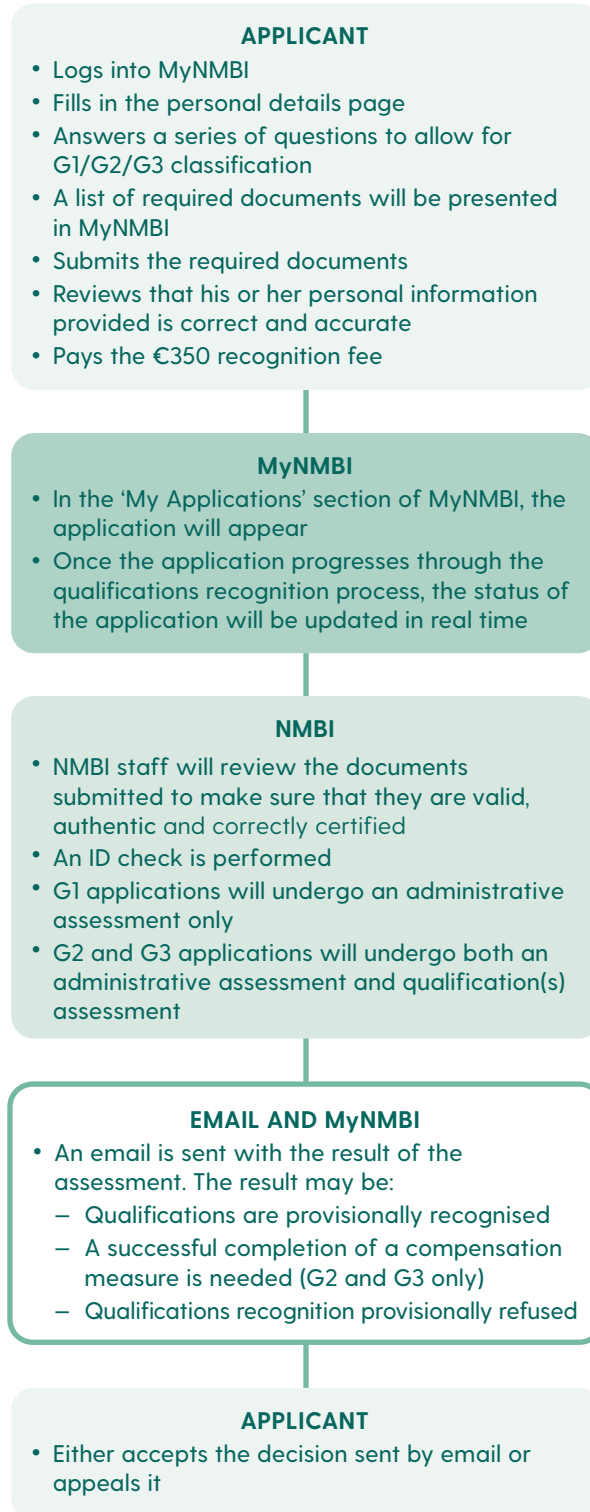 APPLICANT
• Logs into MyNMBI
• Fills in the personal details page
• Answers a series of questions to allow for
G1/G2/G3 classification
• A list of required documents will be presented
in MyNMBI
• Submits the required documents
• Reviews that his or her personal information
provided is correct and accurate
• Pays the €350 recognition fee
MyNMBI
• In the ‘My Applications’ section of MyNMBI, the
application will appear
• Once the application progresses through the
qualifications recognition process, the status of
the application will be updated in real time
NMBI
• NMBI staff will review the documents
submitted to make sure that they are valid,
authentic and correctly certified
• An ID check is performed
• G1 applications will undergo an administrative
assessment only
• G2 and G3 applications will undergo both an
administrative assessment and qualification(s)
assessment
EMAIL AND MyNMBI
• An email is sent with the result of the
assessment. The result may be:
– Qualifications are provisionally recognised
– A successful completion of a compensation
measure is needed (G2 and G3 only)
– Qualifications recognition provisionally refused
APPLICANT
• Either accepts the decision sent by email or
appeals it